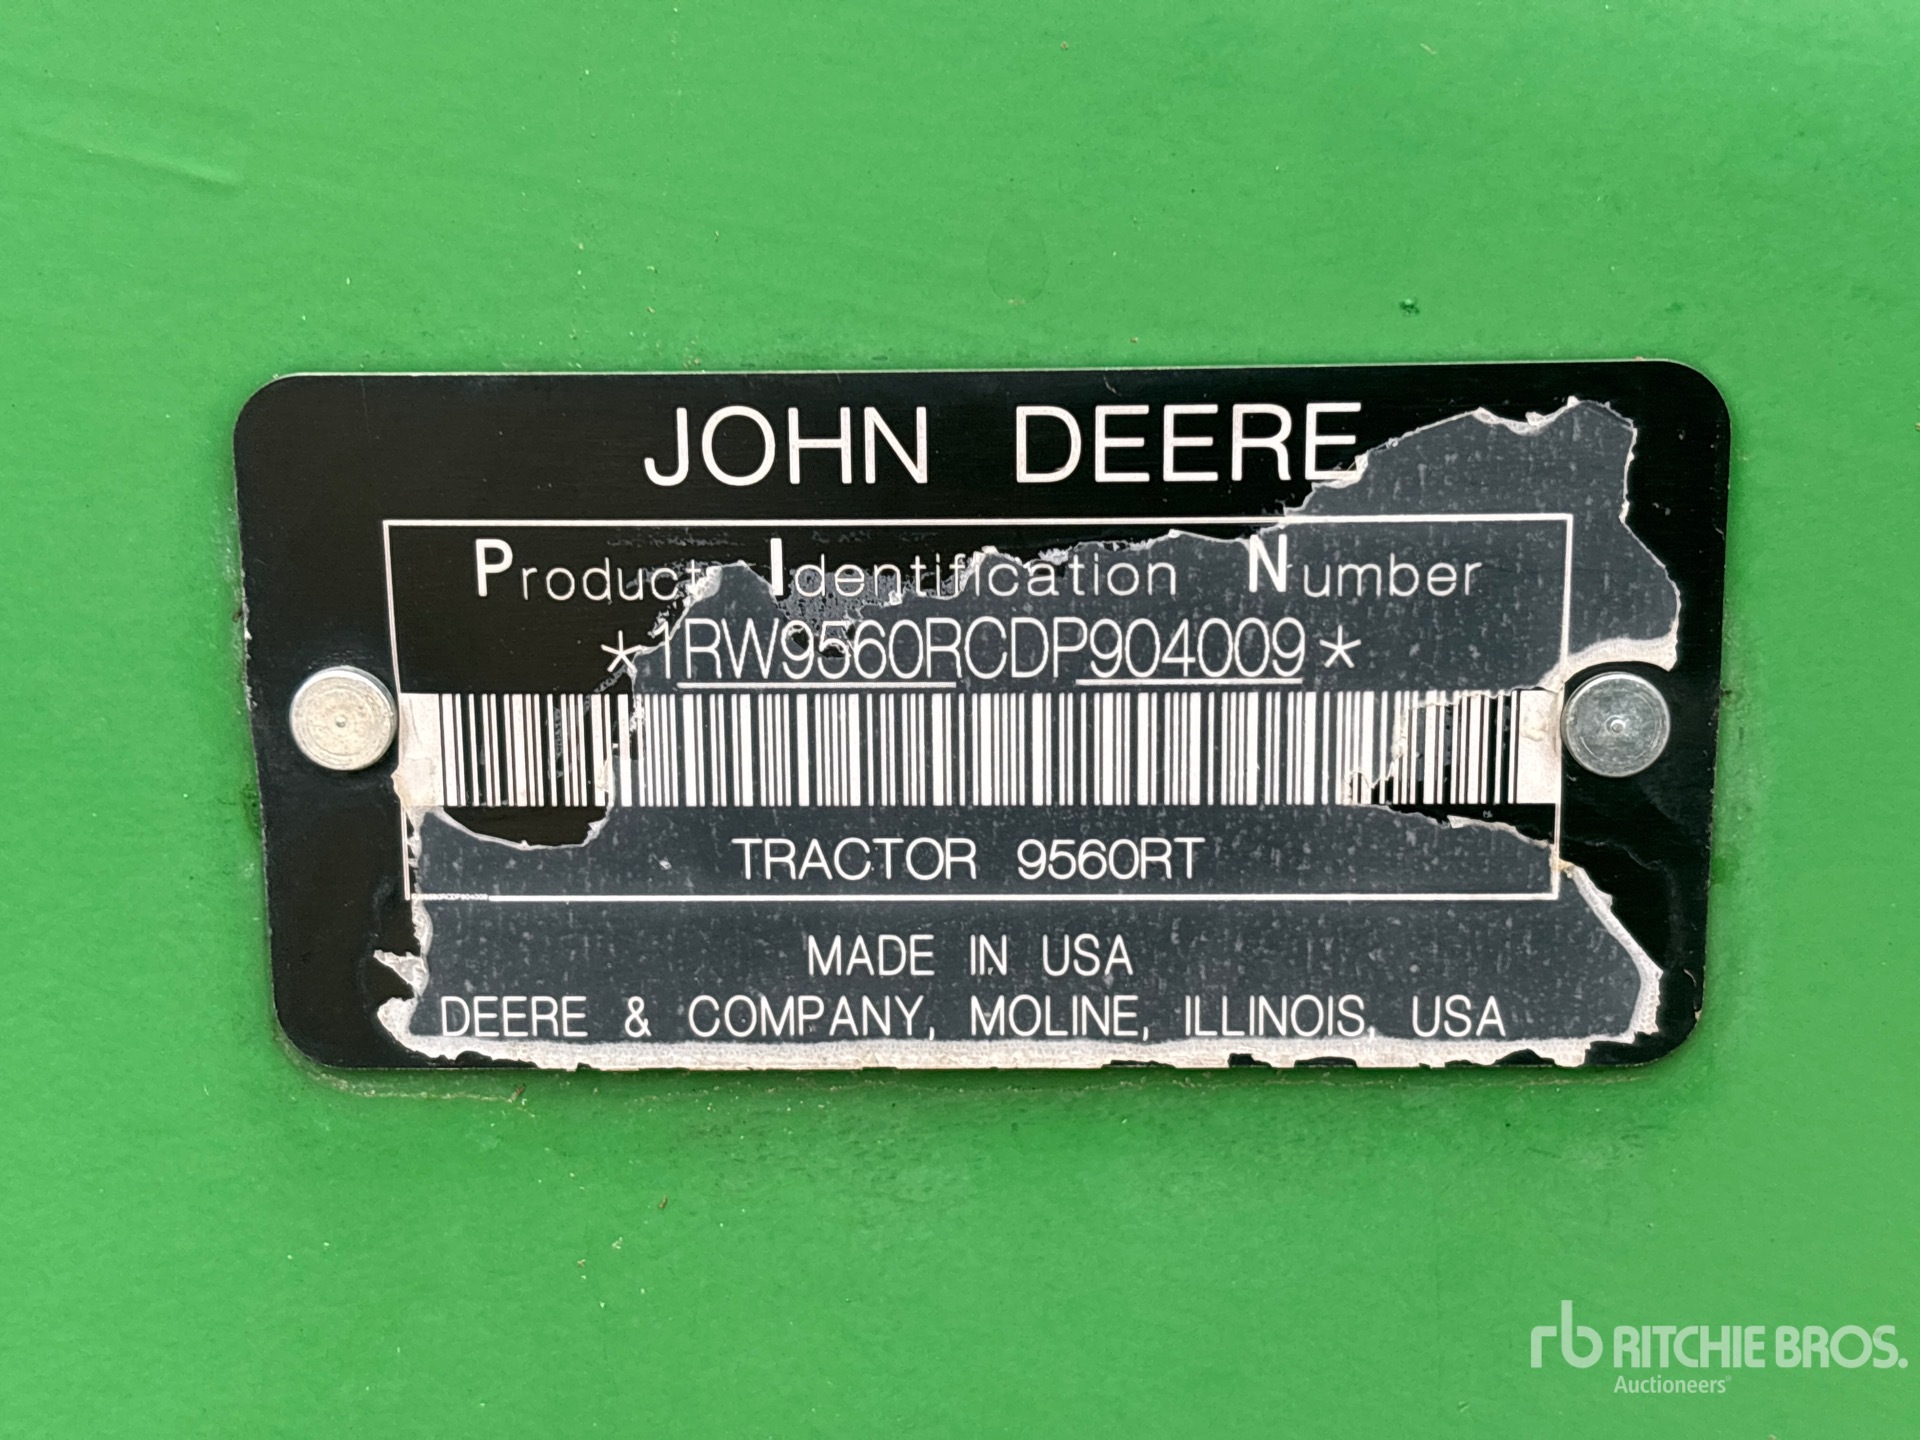 JOHN DEERE
Product Identification Number
*1RW9560RCDP904009*
TRACTOR 9560RT
MADE IN USA
DEERE & COMPANY, MOLINE, ILLINOIS, USA
rb RITCHIE BROS.
Auctioneers